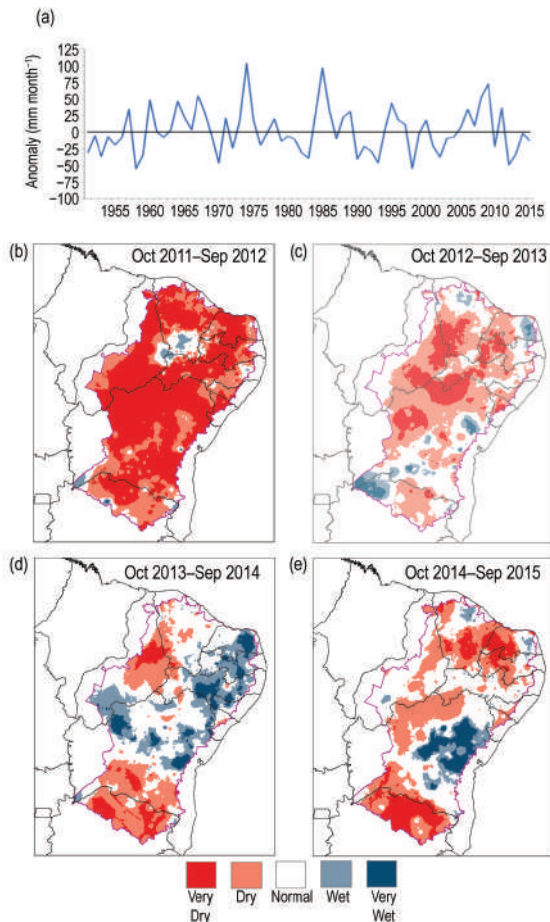 (a)
Anomaly (mm month⁻¹)
125
100
75
50
25
0
−25
−50
−75
−100
1955 1960 1965 1970 1975 1980 1985 1990 1995 2000 2005 2010 2015
(b) Oct 2011–Sep 2012
(c) Oct 2012–Sep 2013
(d) Oct 2013–Sep 2014
(e) Oct 2014–Sep 2015
Very Dry Normal Wet Very
Dry Wet